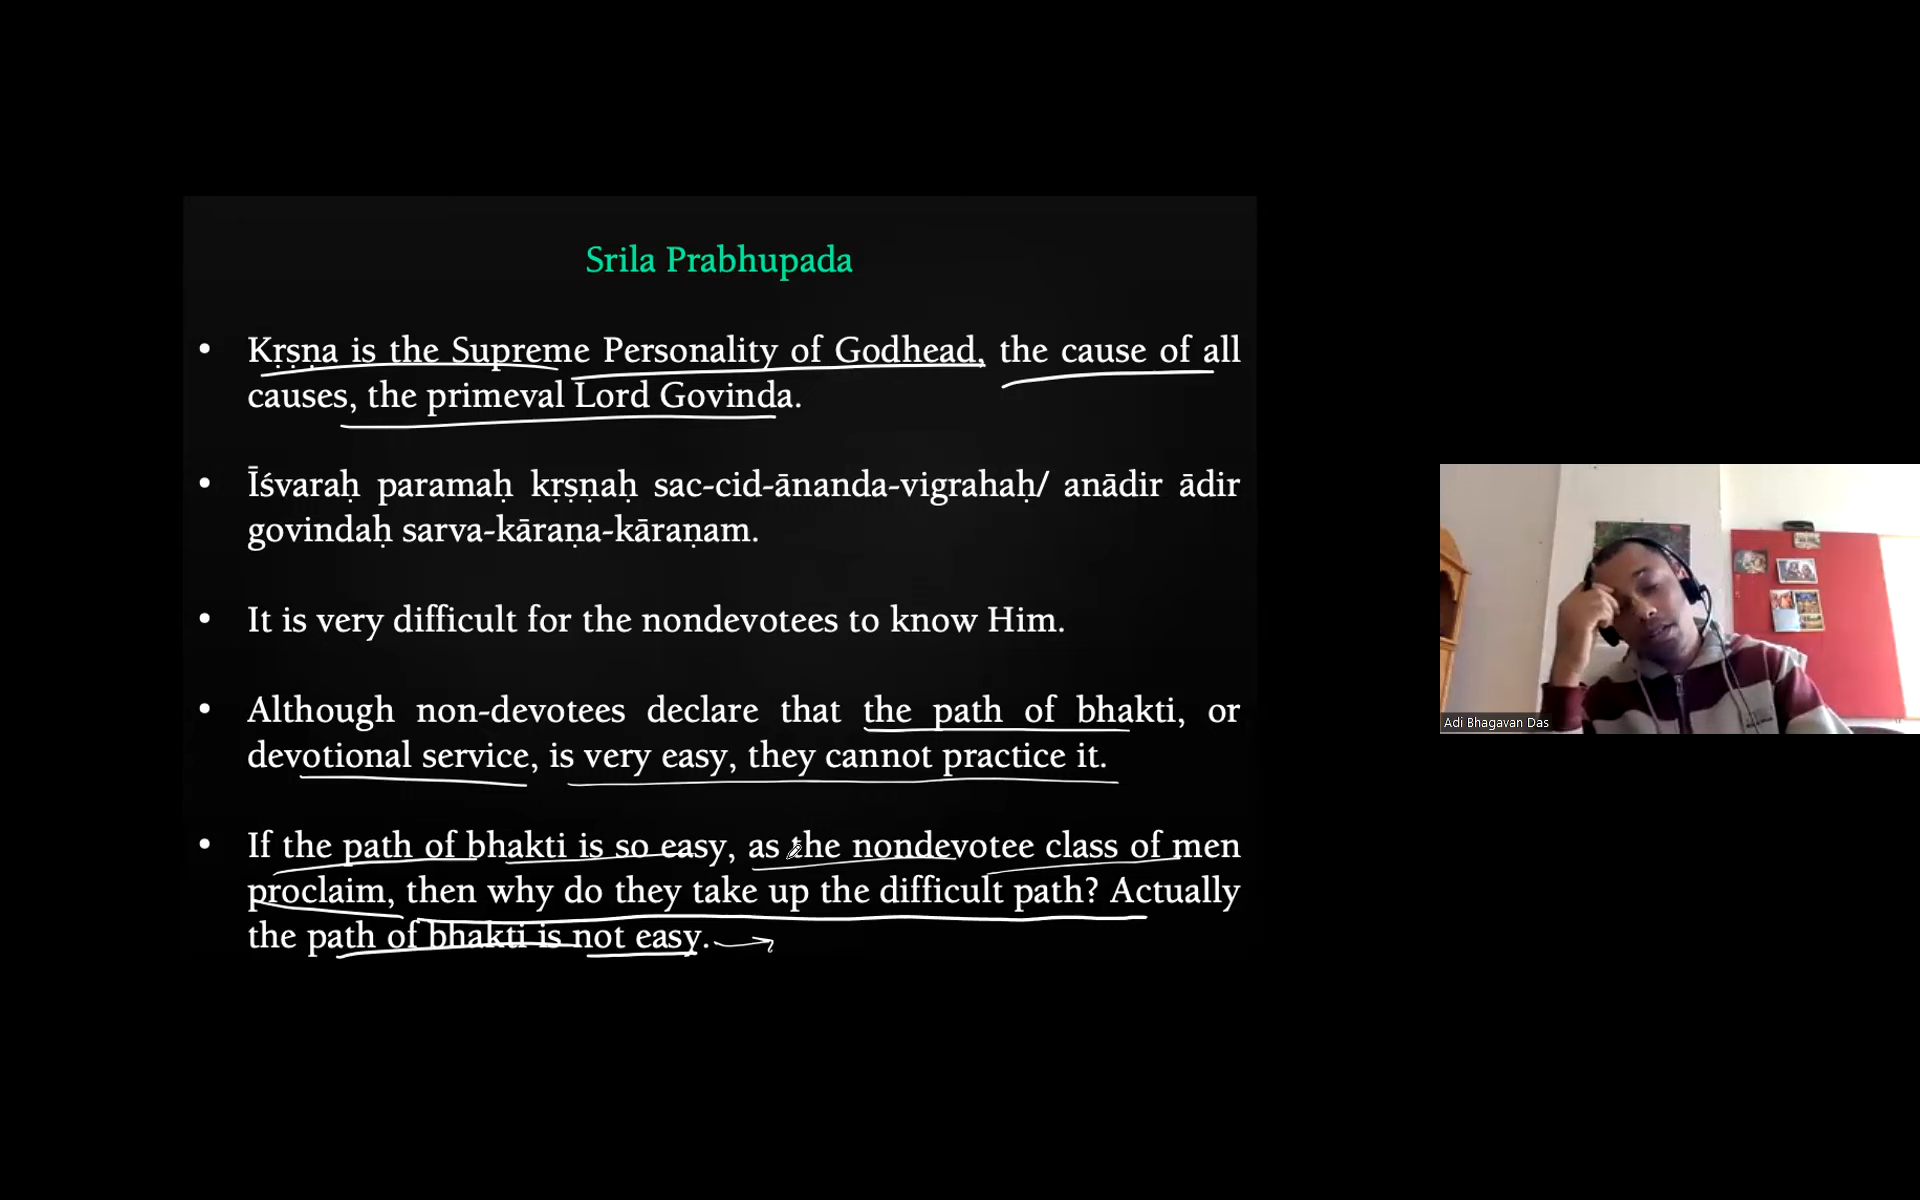 Srila Prabhupada
• Kṛṣṇa is the Supreme Personality of Godhead, the cause of all
causes, the primeval Lord Govinda.
• Īśvaraḥ paramaḥ kṛṣṇaḥ sac-cid-ānanda-vigrahaḥ/ anādir ādir
govindaḥ sarva-kāraṇa-kāraṇam.
• It is very difficult for the nondevotees to know Him.
• Although non-devotees declare that the path of bhakti, or
devotional service, is very easy, they cannot practice it.
• If the path of bhakti is so easy, as the nondevotee class of men
proclaim, then why do they take up the difficult path? Actually
the path of bhakti is not easy.
Adi Bhagavan Das